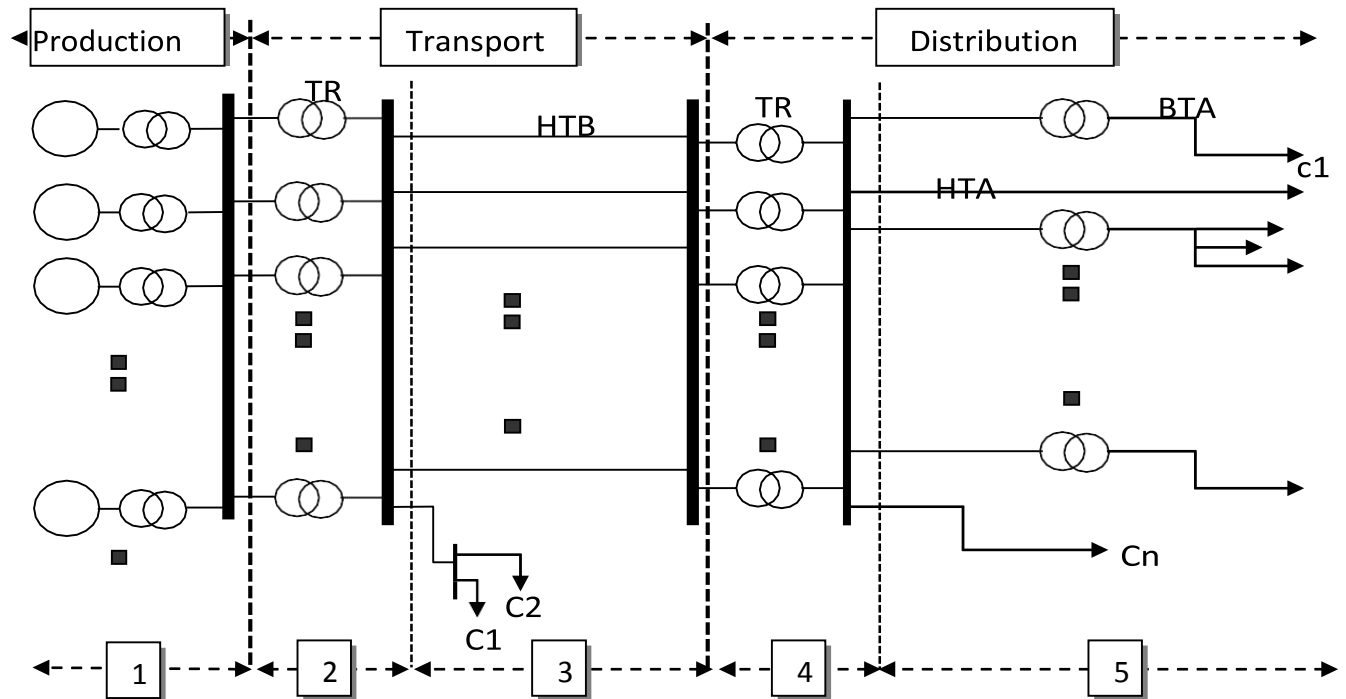 Production
Transport
Distribution
TR
HTB
TR
BTA
c1
HTA
Cn
C2
C1
1
2
3
4
5